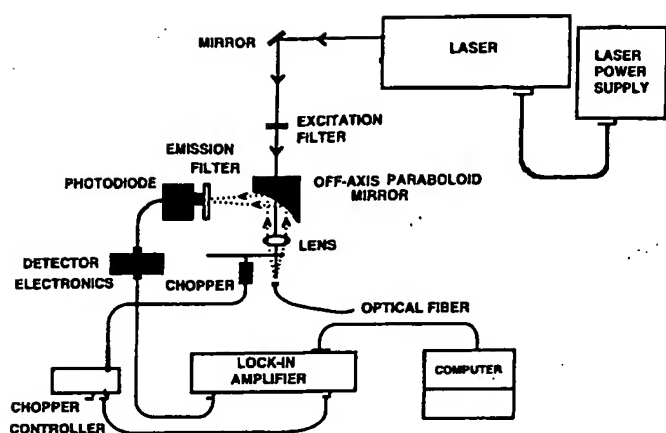 MIRROR
LASER
LASER
POWER
SUPPLY
EXCITATION
FILTER
EMISSION
FILTER
PHOTODIODE
OFF-AXIS PARABOLOID
MIRROR
LENS
DETECTOR
ELECTRONICS
CHOPPER
OPTICAL FIBER
LOCK-IN
AMPLIFIER
COMPUTER
CHOPPER
CONTROLLER